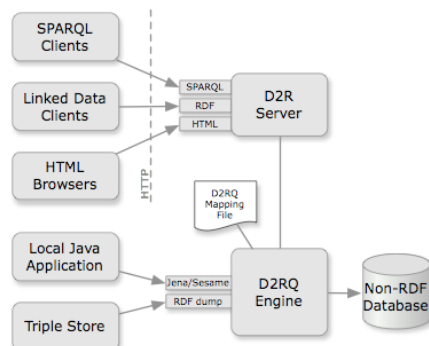 SPARQL
Clients
Linked Data
Clients
HTML
Browsers
HTTP
SPARQL
RDF
HTML
D2R
Server
D2RQ
Mapping
File
Local Java
Application
Triple Store
Jena/Sesame
RDF dump
D2RQ
Engine
Non-RDF
Database